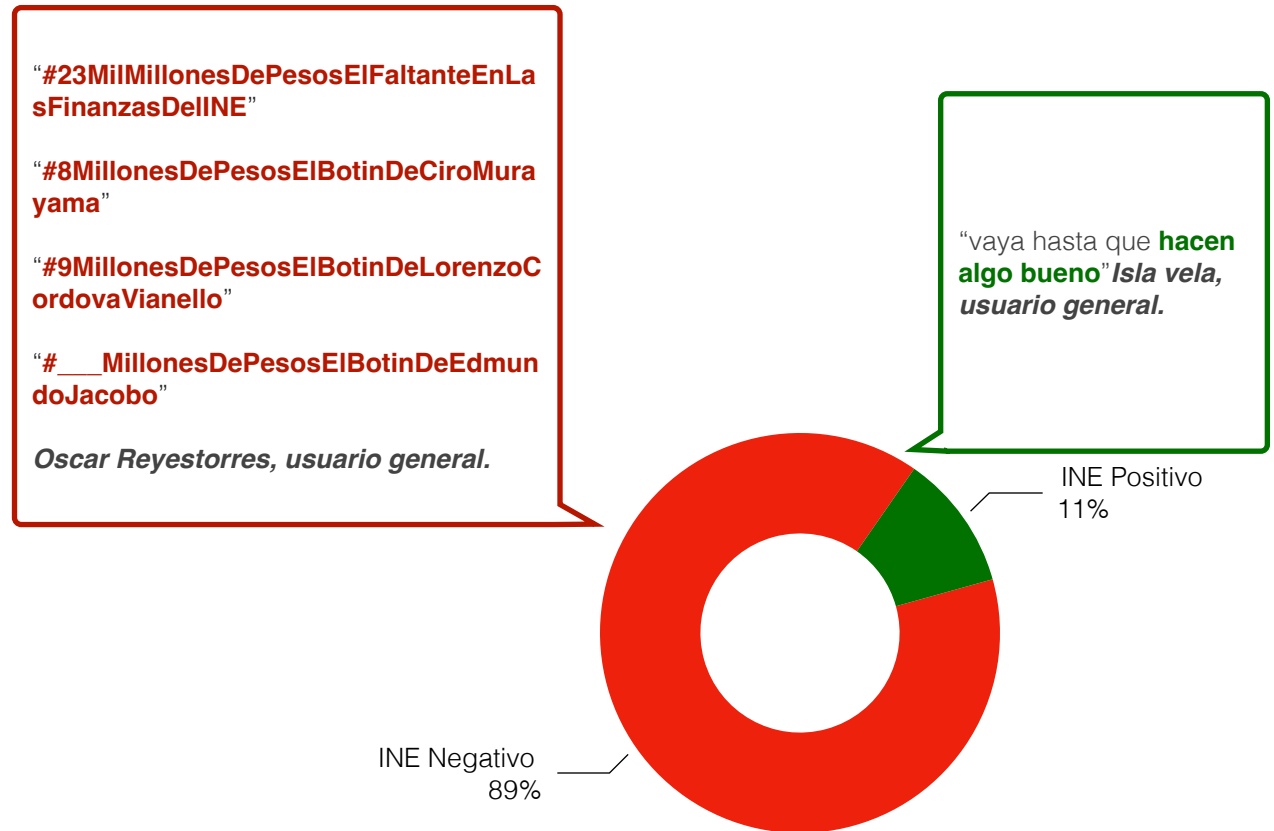 “#23MilMillonesDePesosElFaltanteEnLa
sFinanzasDelINE”
“#8MillonesDePesosElBotinDeCiroMura
yama”
“#9MillonesDePesosElBotinDeLorenzoC
ordovaVianello”
“#___MillonesDePesosElBotinDeEdmun
doJacobo”
Oscar Reyestorres, usuario general.
“vaya hasta que hacen
algo bueno”Isla vela,
usuario general.
INE Positivo
11%
INE Negativo
89%